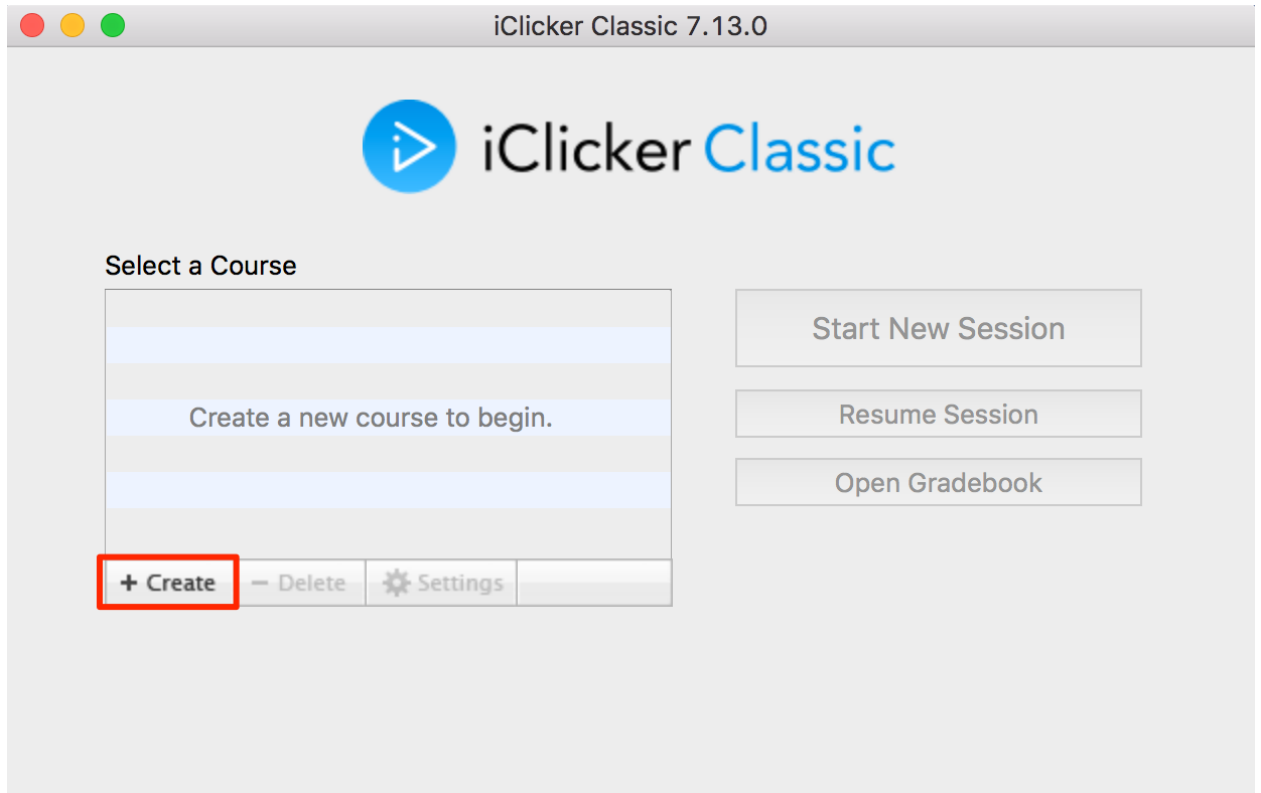 iClicker Classic 7.13.0
iClicker Classic
Select a Course
Create a new course to begin.
+ Create − Delete Settings
Start New Session
Resume Session
Open Gradebook